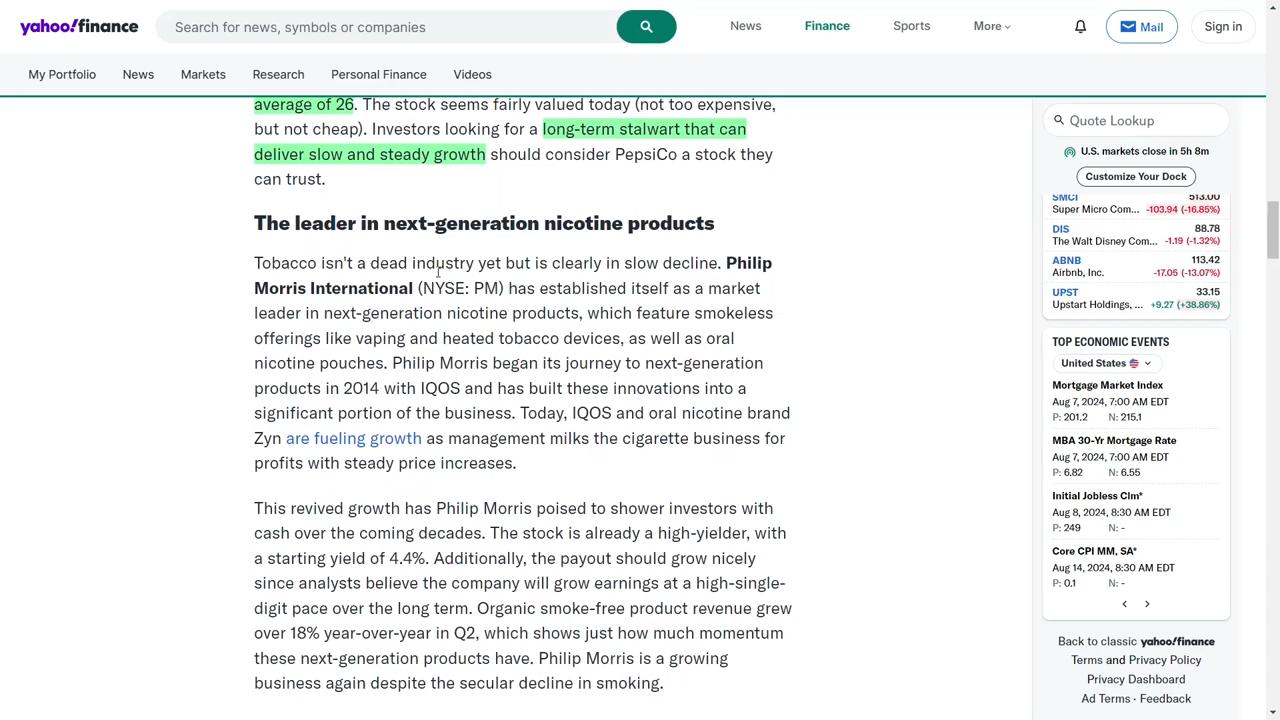 yahoo!finance
Search for news, symbols or companies
News
Finance
Sports
More
Mail
Sign in
My Portfolio
News
Markets
Research
Personal Finance
Videos
average of 26. The stock seems fairly valued today (not too expensive,
but not cheap). Investors looking for a long-term stalwart that can
deliver slow and steady growth should consider PepsiCo a stock they
can trust.
The leader in next-generation nicotine products
Tobacco isn't a dead industry yet but is clearly in slow decline. Philip
Morris International (NYSE: PM) has established itself as a market
leader in next-generation nicotine products, which feature smokeless
offerings like vaping and heated tobacco devices, as well as oral
nicotine pouches. Philip Morris began its journey to next-generation
products in 2014 with IQOS and has built these innovations into a
significant portion of the business. Today, IQOS and oral nicotine brand
Zyn are fueling growth as management milks the cigarette business for
profits with steady price increases.
This revived growth has Philip Morris poised to shower investors with
cash over the coming decades. The stock is already a high-yielder, with
a starting yield of 4.4%. Additionally, the payout should grow nicely
since analysts believe the company will grow earnings at a high-single-
digit pace over the long term. Organic smoke-free product revenue grew
over 18% year-over-year in Q2, which shows just how much momentum
these next-generation products have. Philip Morris is a growing
business again despite the secular decline in smoking.
Quote Lookup
U.S. markets close in 5h 8m
Customize Your Dock
SMCI 513.00
Super Micro Com... -103.94 (-16.85%)
DIS 88.78
The Walt Disney Com... -1.19 (-1.32%)
ABNB 113.42
Airbnb, Inc. -17.05 (-13.07%)
UPST 33.15
Upstart Holdings, ... +9.27 (+38.86%)
TOP ECONOMIC EVENTS
United States
Mortgage Market Index
Aug 7, 2024, 7:00 AM EDT
P: 201.2 N: 215.1
MBA 30-Yr Mortgage Rate
Aug 7, 2024, 7:00 AM EDT
P: 6.82 N: 6.55
Initial Jobless Clm*
Aug 8, 2024, 8:30 AM EDT
P: 249 N: -
Core CPI MM, SA*
Aug 14, 2024, 8:30 AM EDT
P: 0.1 N: -
Back to classic yahoo!finance
Terms and Privacy Policy
Privacy Dashboard
Ad Terms · Feedback